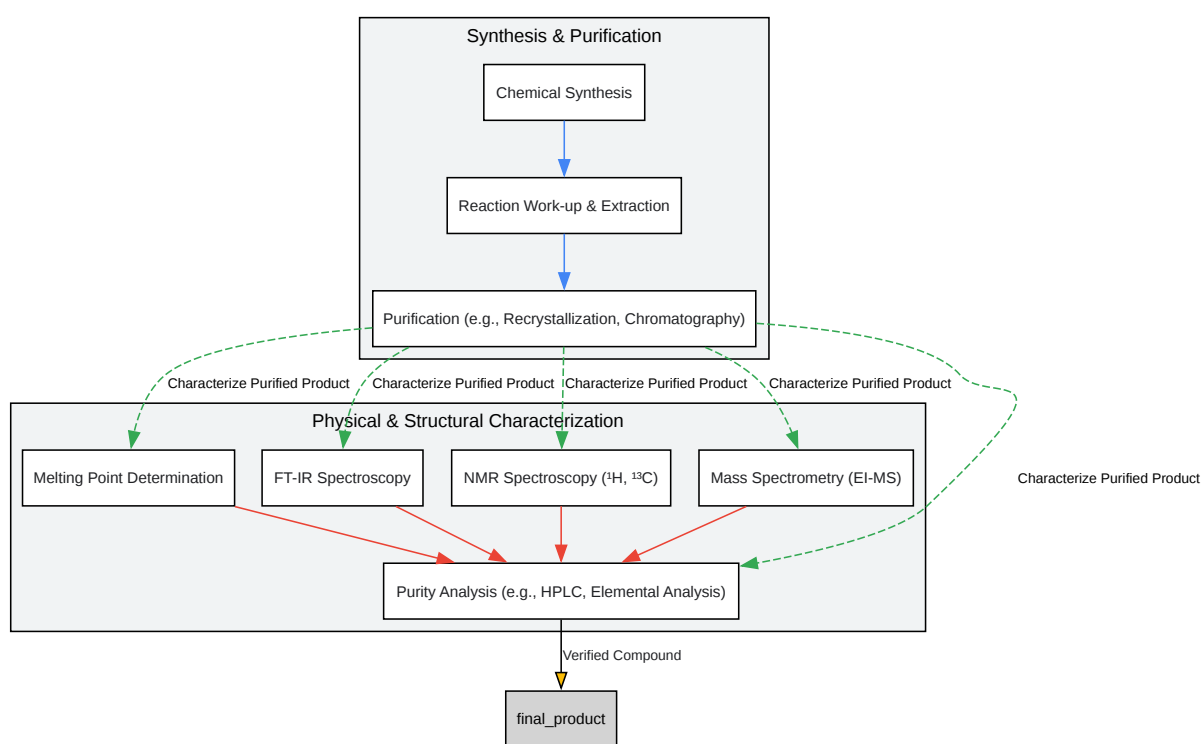 Synthesis & Purification
Chemical Synthesis
Reaction Work-up & Extraction
Purification (e.g., Recrystallization, Chromatography)
Characterize Purified Product
Characterize Purified Product
Characterize Purified Product
Characterize Purified Product
Physical & Structural Characterization
Melting Point Determination
FT-IR Spectroscopy
NMR Spectroscopy (¹H, ¹³C)
Mass Spectrometry (EI-MS)
Characterize Purified Product
Purity Analysis (e.g., HPLC, Elemental Analysis)
Verified Compound
final_product